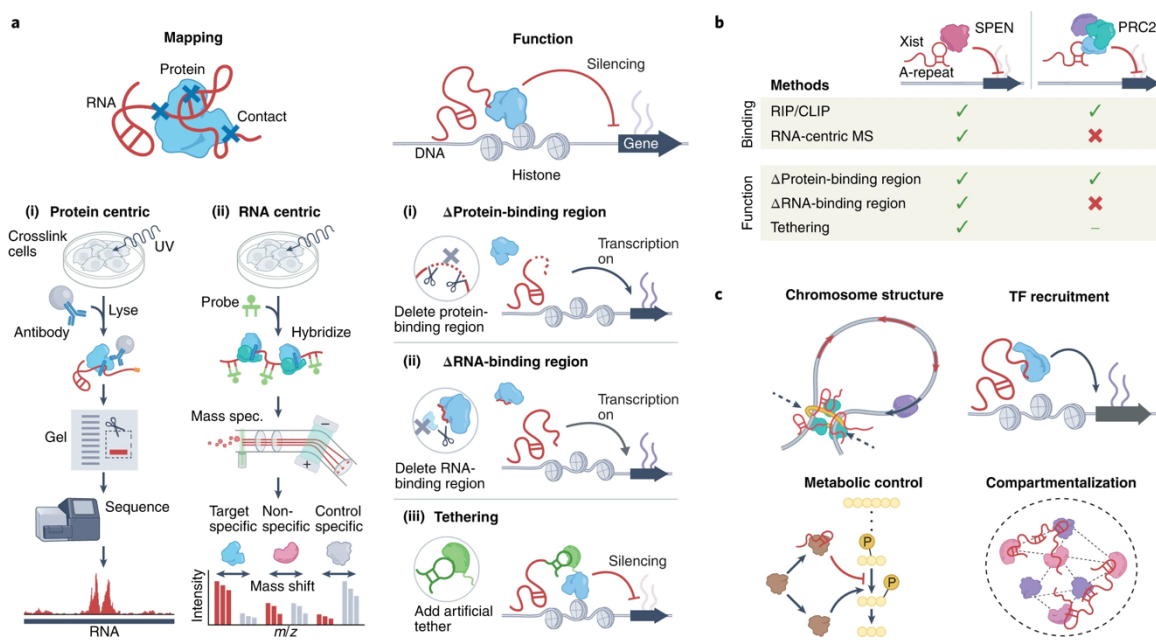 a
Mapping
Protein
RNA
Contact
Function
Silencing
DNA
Gene
Histone
(i) Protein centric
Crosslink
cells
UV
Lyse
Antibody
Gel
Sequence
RNA
(ii) RNA centric
Probe
Hybridize
Mass spec.
–
+
Target
specific
Non-
specific
Control
specific
Intensity
Mass shift
m/z
(i) ΔProtein-binding region
Transcription
on
Delete protein-
binding region
(ii) ΔRNA-binding region
Transcription
on
Delete RNA-
binding region
(iii) Tethering
Silencing
Add artificial
tether
b
Xist
SPEN
PRC2
A-repeat
Methods
Binding
RIP/CLIP ✓ ✓
RNA-centric MS ✓ ✖
Function
ΔProtein-binding region ✓ ✓
ΔRNA-binding region ✓ ✖
Tethering ✓ –
c
Chromosome structure
TF recruitment
Metabolic control
P
P
Compartmentalization